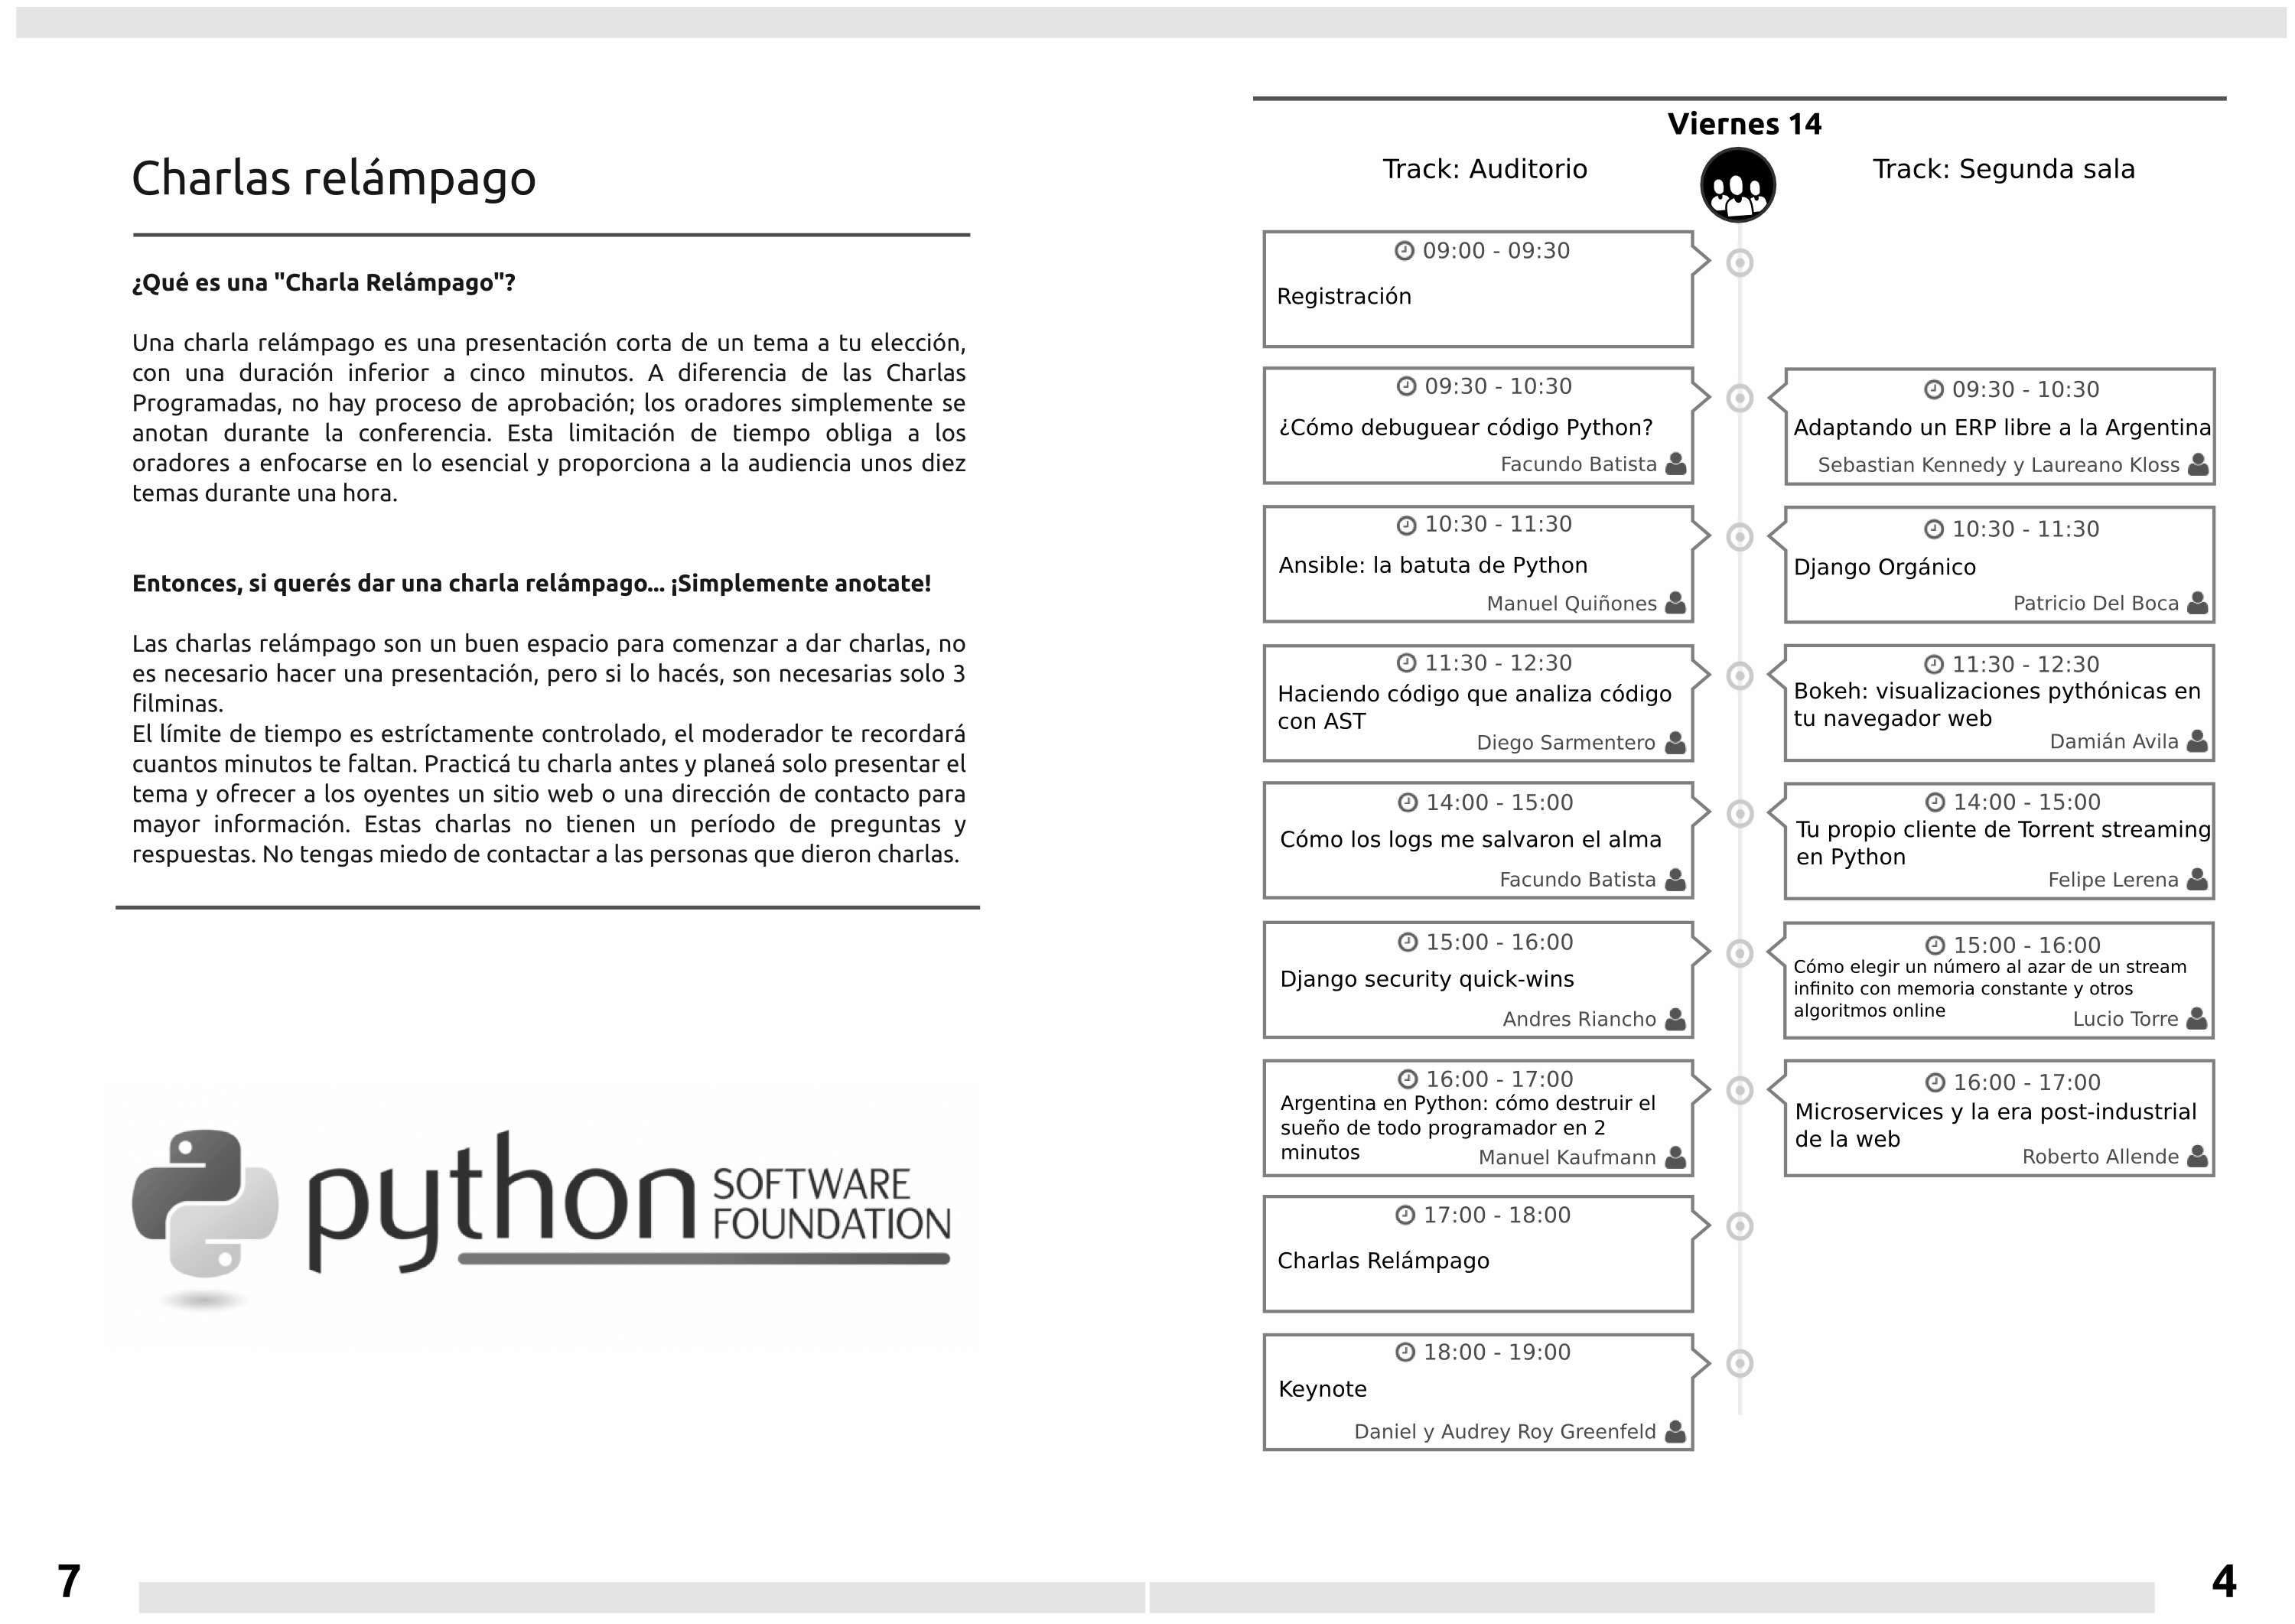 Charlas relámpago
¿Qué es una "Charla Relámpago"?
Una charla relámpago es una presentación corta de un tema a tu elección,
con una duración inferior a cinco minutos. A diferencia de las Charlas
Programadas, no hay proceso de aprobación; los oradores simplemente se
anotan durante la conferencia. Esta limitación de tiempo obliga a los
oradores a enfocarse en lo esencial y proporciona a la audiencia unos diez
temas durante una hora.
Entonces, si querés dar una charla relámpago... ¡Simplemente anotate!
Las charlas relámpago son un buen espacio para comenzar a dar charlas, no
es necesario hacer una presentación, pero si lo hacés, son necesarias solo 3
filminas.
El límite de tiempo es estríctamente controlado, el moderador te recordará
cuantos minutos te faltan. Practicá tu charla antes y planeá solo presentar el
tema y ofrecer a los oyentes un sitio web o una dirección de contacto para
mayor información. Estas charlas no tienen un período de preguntas y
respuestas. No tengas miedo de contactar a las personas que dieron charlas.
python SOFTWARE
FOUNDATION
7
Viernes 14
Track: Auditorio
Track: Segunda sala
09:00 - 09:30
Registración
09:30 - 10:30
¿Cómo debuguear código Python?
Facundo Batista
09:30 - 10:30
Adaptando un ERP libre a la Argentina
Sebastian Kennedy y Laureano Kloss
10:30 - 11:30
Ansible: la batuta de Python
Manuel Quiñones
10:30 - 11:30
Django Orgánico
Patricio Del Boca
11:30 - 12:30
Haciendo código que analiza código
con AST
Diego Sarmentero
11:30 - 12:30
Bokeh: visualizaciones pythónicas en
tu navegador web
Damián Avila
14:00 - 15:00
Cómo los logs me salvaron el alma
Facundo Batista
14:00 - 15:00
Tu propio cliente de Torrent streaming
en Python
Felipe Lerena
15:00 - 16:00
Django security quick-wins
Andres Riancho
15:00 - 16:00
Cómo elegir un número al azar de un stream
infinito con memoria constante y otros
algoritmos online
Lucio Torre
16:00 - 17:00
Argentina en Python: cómo destruir el
sueño de todo programador en 2
minutos
Manuel Kaufmann
16:00 - 17:00
Microservices y la era post-industrial
de la web
Roberto Allende
17:00 - 18:00
Charlas Relámpago
18:00 - 19:00
Keynote
Daniel y Audrey Roy Greenfeld
4